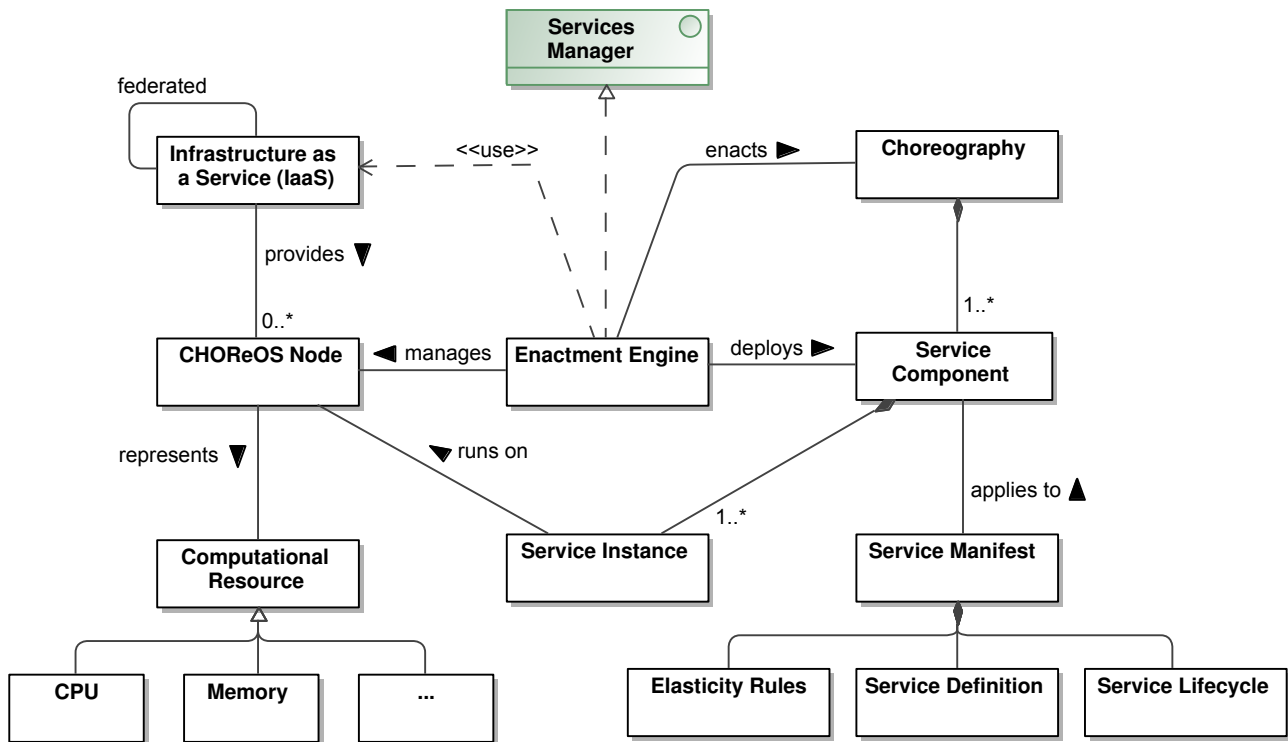 Services
Manager
federated
Infrastructure as
a Service (IaaS)
<<use>>
enacts
Choreography
provides
0..*
1..*
CHOReOS Node
manages
Enactment Engine
deploys
Service
Component
represents
runs on
applies to
1..*
Computational
Resource
Service Instance
Service Manifest
CPU
Memory
...
Elasticity Rules
Service Definition
Service Lifecycle